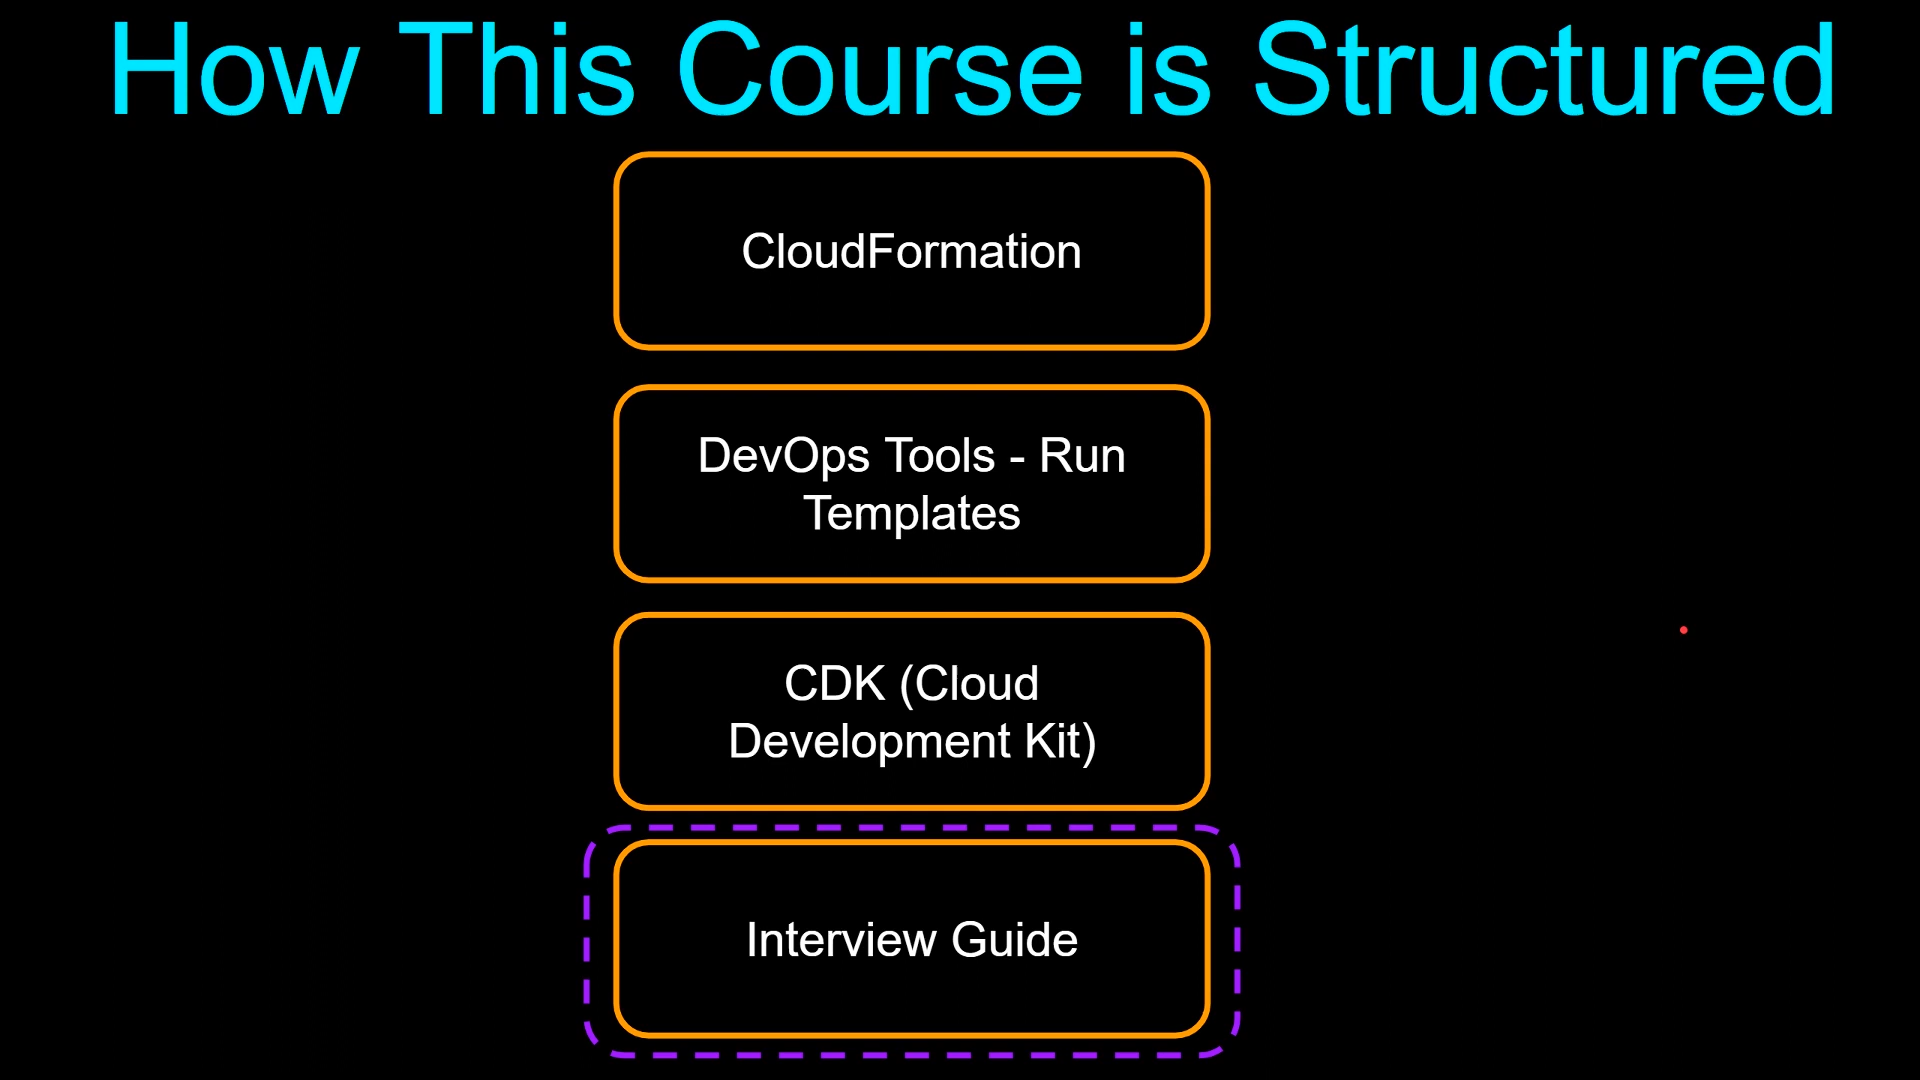 How This Course is Structured
CloudFormation
DevOps Tools - Run
Templates
CDK (Cloud
Development Kit)
Interview Guide